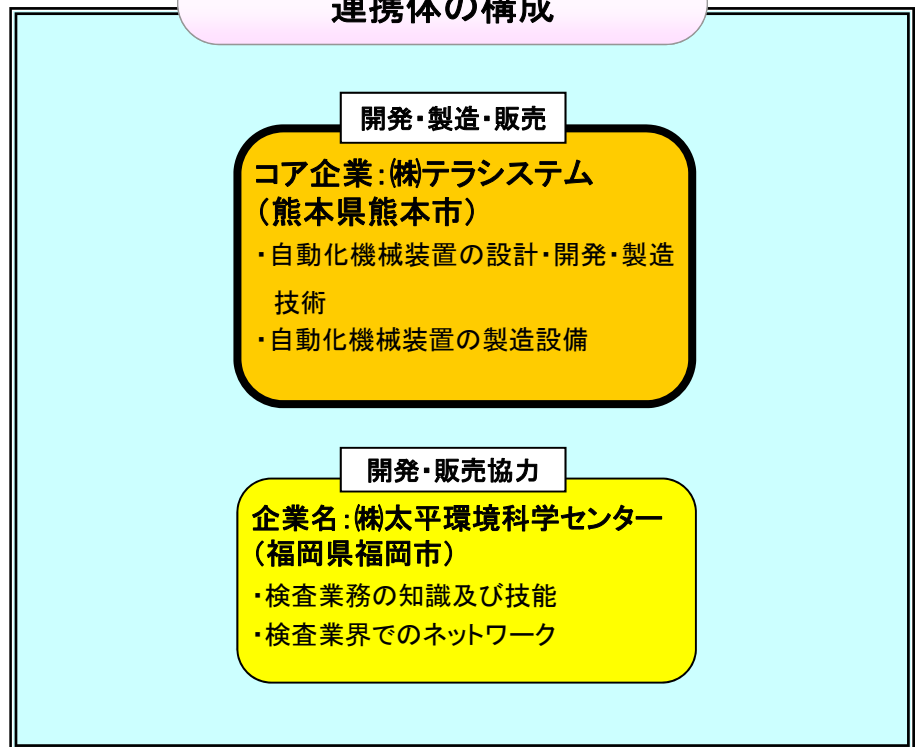 連携体の構成
開発・製造・販売
コア企業：㈱テラシステム
（熊本県熊本市）
・自動化機械装置の設計・開発・製造
技術
・自動化機械装置の製造設備
開発・販売協力
企業名：㈱太平環境科学センター
（福岡県福岡市）
・検査業務の知識及び技能
・検査業界でのネットワーク